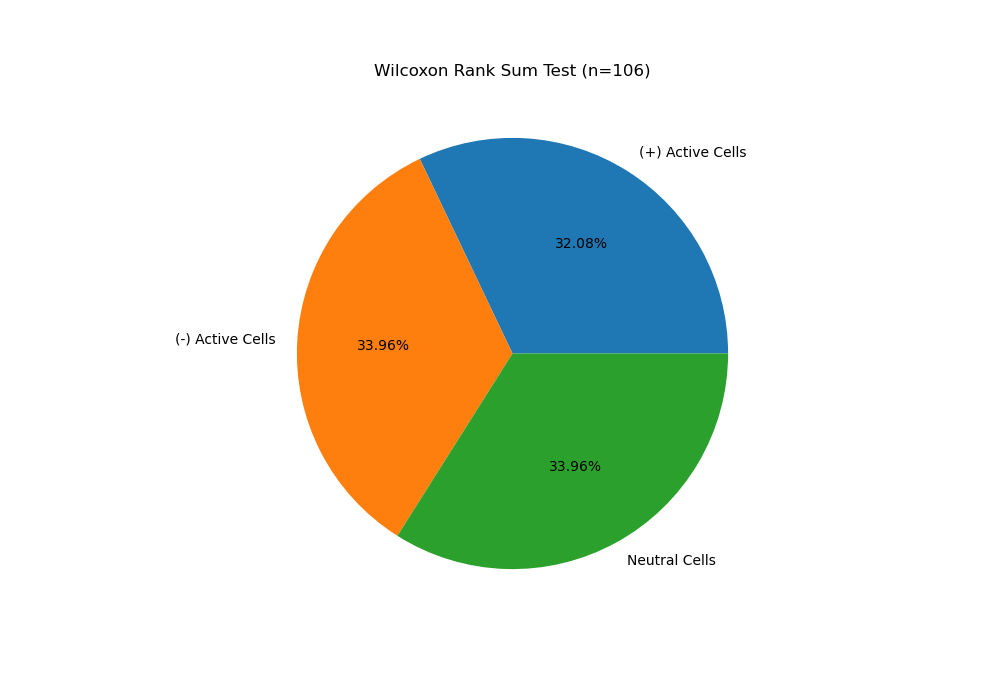 Wilcoxon Rank Sum Test (n=106)
(+) Active Cells
32.08%
(-) Active Cells
33.96%
33.96%
Neutral Cells